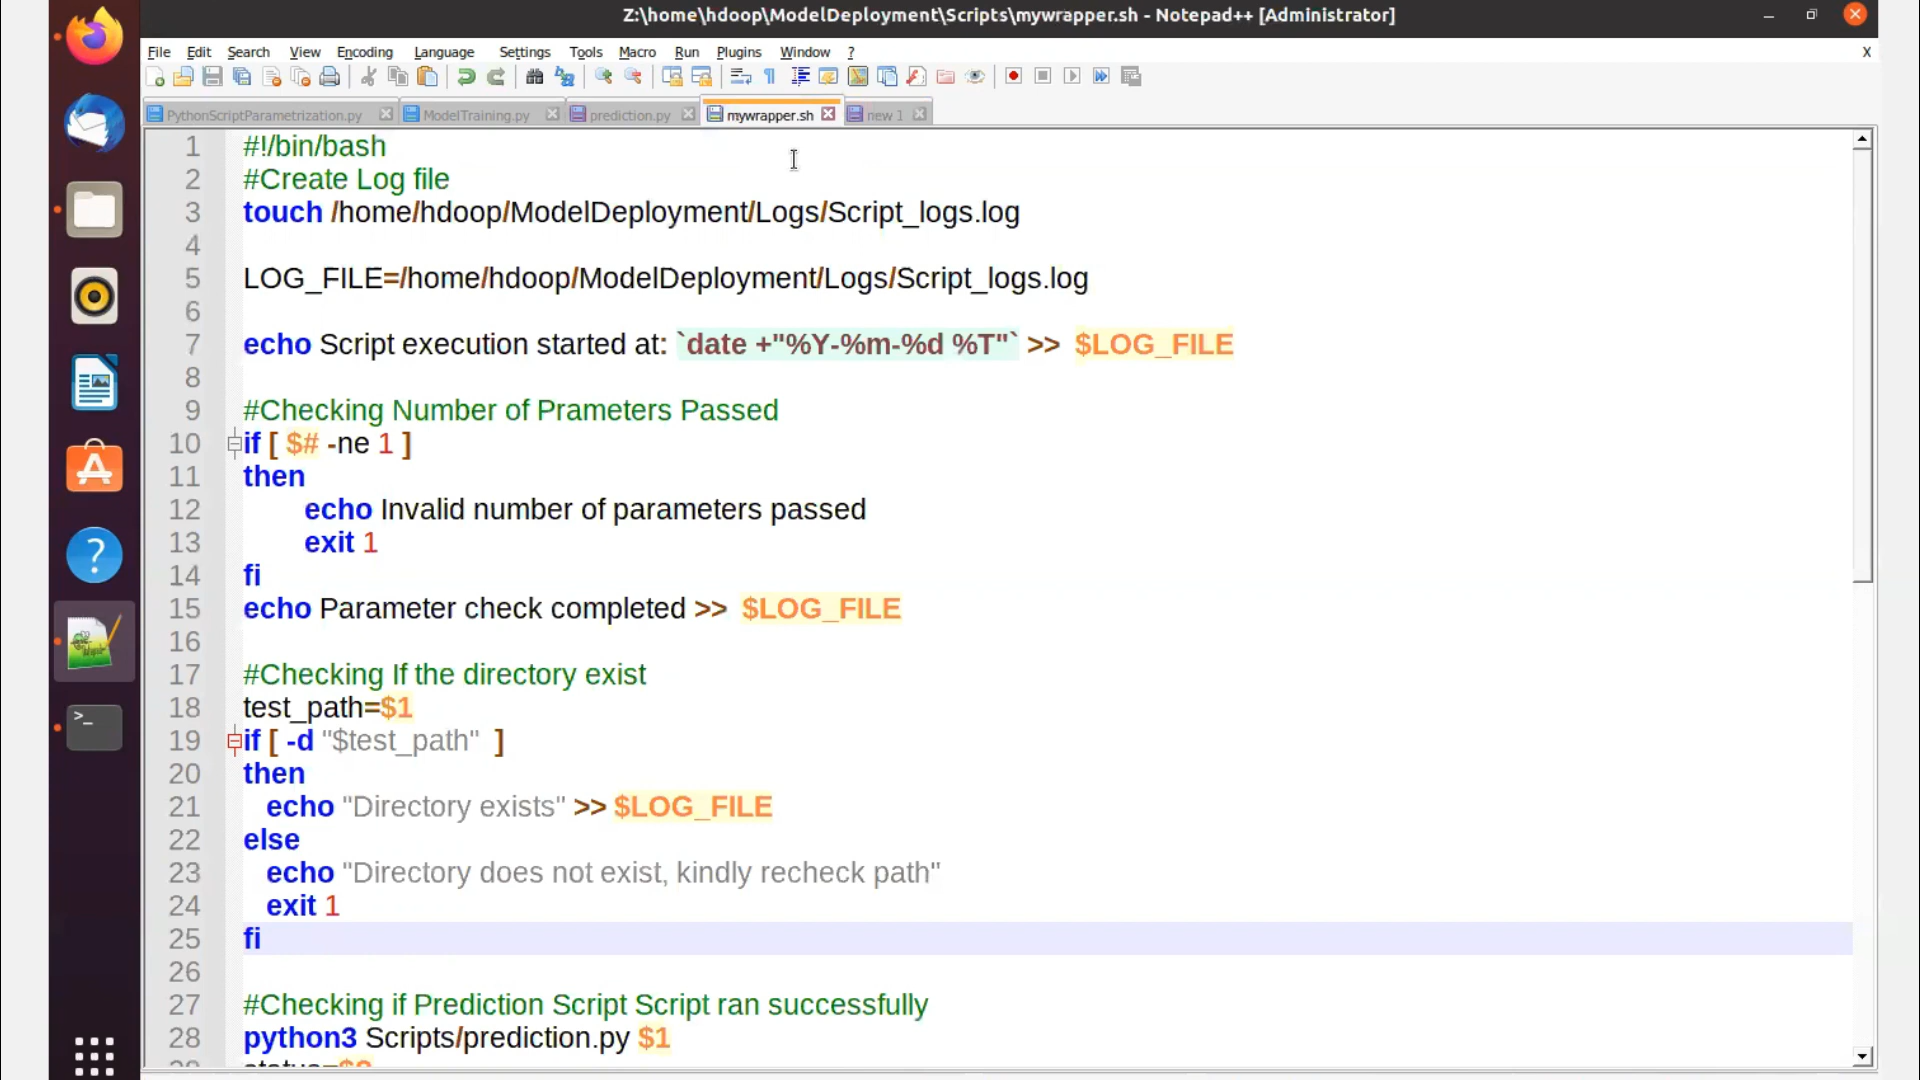 Z:\home\hdoop\ModelDeployment\Scripts\mywrapper.sh - Notepad++ [Administrator]
File Edit Search View Encoding Language Settings Tools Macro Run Plugins Window ? X
PythonScriptParametrization.py ModelTraining.py prediction.py mywrapper.sh new 1
1 #!/bin/bash
2 #Create Log file
3 touch /home/hdoop/ModelDeployment/Logs/Script_logs.log
4
5 LOG_FILE=/home/hdoop/ModelDeployment/Logs/Script_logs.log
6
7 echo Script execution started at: `date +"%Y-%m-%d %T"` >> $LOG_FILE
8
9 #Checking Number of Prameters Passed
10 if [ $# -ne 1 ]
11 then
12 echo Invalid number of parameters passed
13 exit 1
14 fi
15 echo Parameter check completed >> $LOG_FILE
16
17 #Checking If the directory exist
18 test_path=$1
19 if [ -d "$test_path" ]
20 then
21 echo "Directory exists" >> $LOG_FILE
22 else
23 echo "Directory does not exist, kindly recheck path"
24 exit 1
25 fi
26
27 #Checking if Prediction Script Script ran successfully
28 python3 Scripts/prediction.py $1